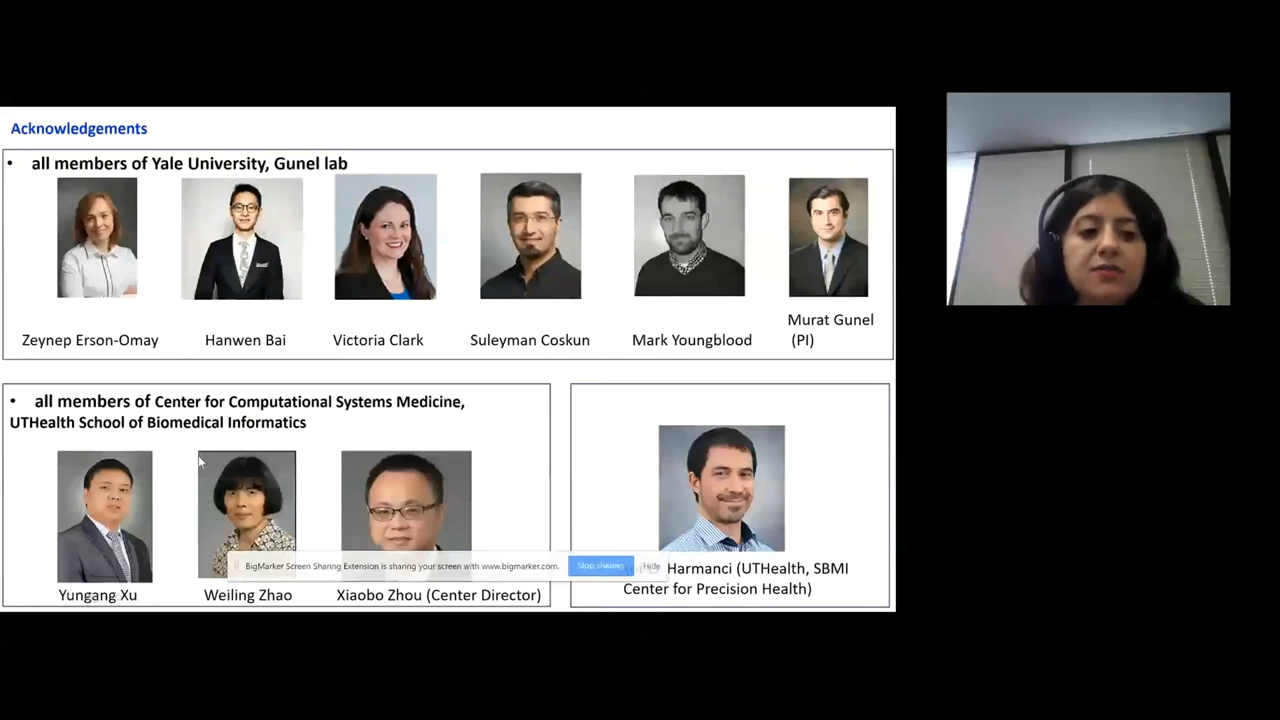 Acknowledgements
• all members of Yale University, Gunel lab
Zeynep Erson-Omay
Hanwen Bai
Victoria Clark
Suleyman Coskun
Mark Youngblood
Murat Gunel
(PI)
• all members of Center for Computational Systems Medicine,
UTHealth School of Biomedical Informatics
Yungang Xu
Weiling Zhao
Xiaobo Zhou (Center Director)
BigMarker Screen Sharing Extension is sharing your screen with www.bigmarker.com.
Stop sharing
Hide
Harmanci (UTHealth, SBMI
Center for Precision Health)